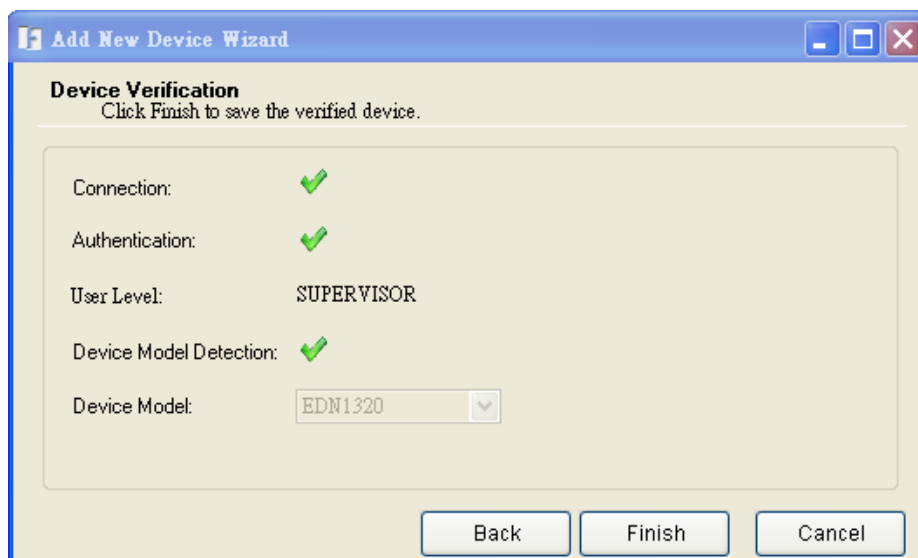 Add New Device Wizard
Device Verification
Click Finish to save the verified device.
Connection:
Authentication:
User Level: SUPERVISOR
Device Model Detection:
Device Model: EDN1320
Back Finish Cancel